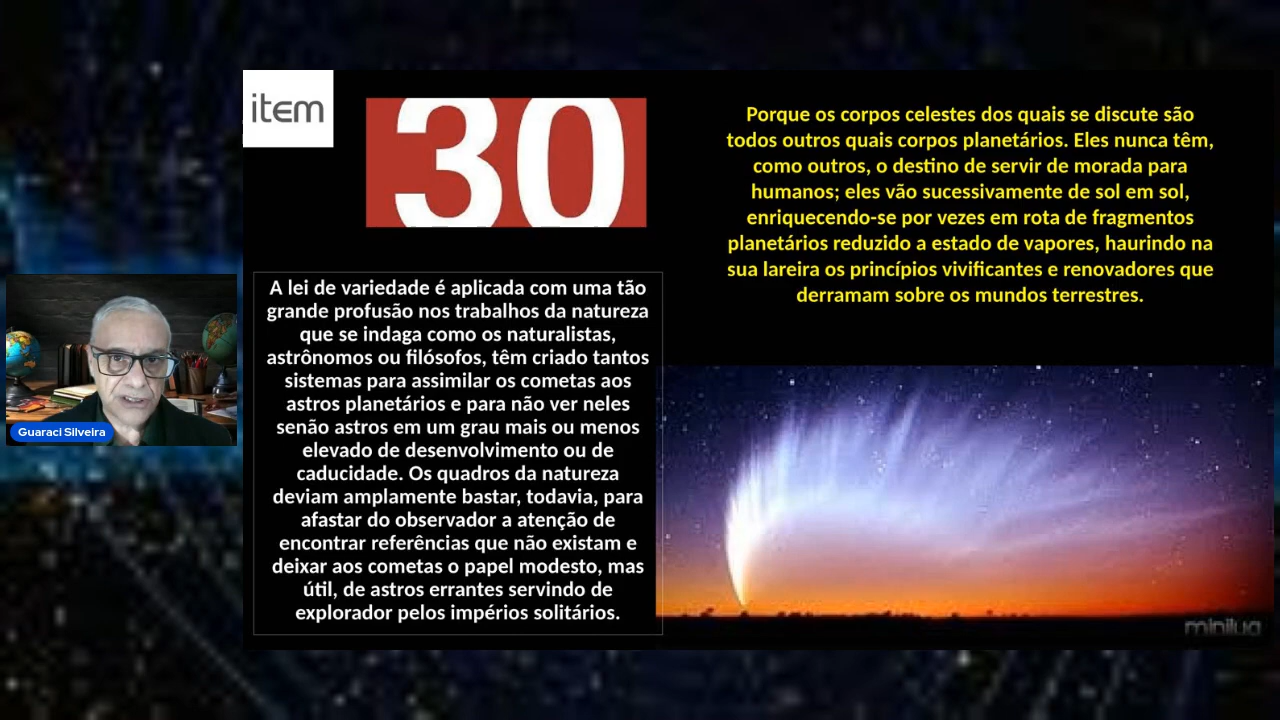 item
30
A lei de variedade é aplicada com uma tão
grande profusão nos trabalhos da natureza
que se indaga como os naturalistas,
astrônomos ou filósofos, têm criado tantos
sistemas para assimilar os cometas aos
astros planetários e para não ver neles
senão astros em um grau mais ou menos
elevado de desenvolvimento ou de
caducidade. Os quadros da natureza
deviam amplamente bastar, todavia, para
afastar do observador a atenção de
encontrar referências que não existam e
deixar aos cometas o papel modesto, mas
útil, de astros errantes servindo de
explorador pelos impérios solitários.
Porque os corpos celestes dos quais se discute são
todos outros quais corpos planetários. Eles nunca têm,
como outros, o destino de servir de morada para
humanos; eles vão sucessivamente de sol em sol,
enriquecendo-se por vezes em rota de fragmentos
planetários reduzido a estado de vapores, haurindo na
sua lareira os princípios vivificantes e renovadores que
derramam sobre os mundos terrestres.
Guaraci Silveira
minilua